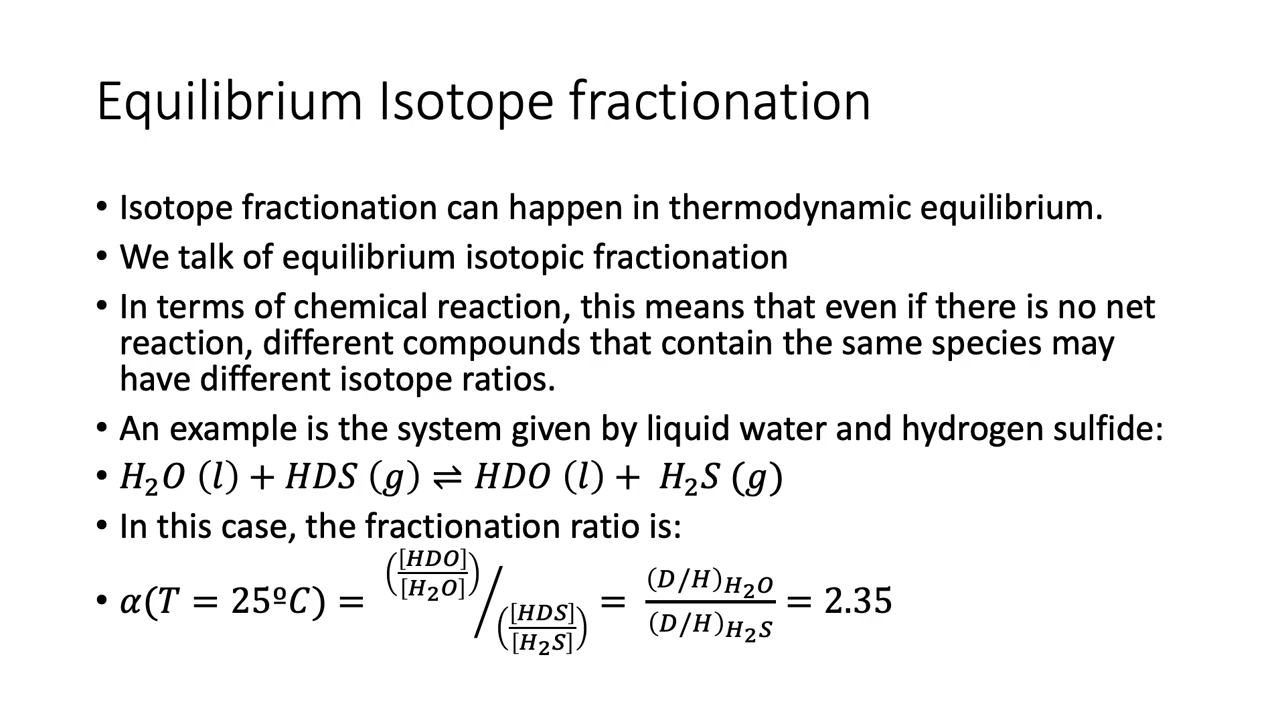 Equilibrium Isotope fractionation
• Isotope fractionation can happen in thermodynamic equilibrium.
• We talk of equilibrium isotopic fractionation
• In terms of chemical reaction, this means that even if there is no net
reaction, different compounds that contain the same species may
have different isotope ratios.
• An example is the system given by liquid water and hydrogen sulfide:
• H₂O (l) + HDS (g) ⇌ HDO (l) + H₂S (g)
• In this case, the fractionation ratio is:
• α(T = 25ºC) = ([HDO]/[H₂O]) / ([HDS]/[H₂S]) = (D/H)H₂O / (D/H)H₂S = 2.35